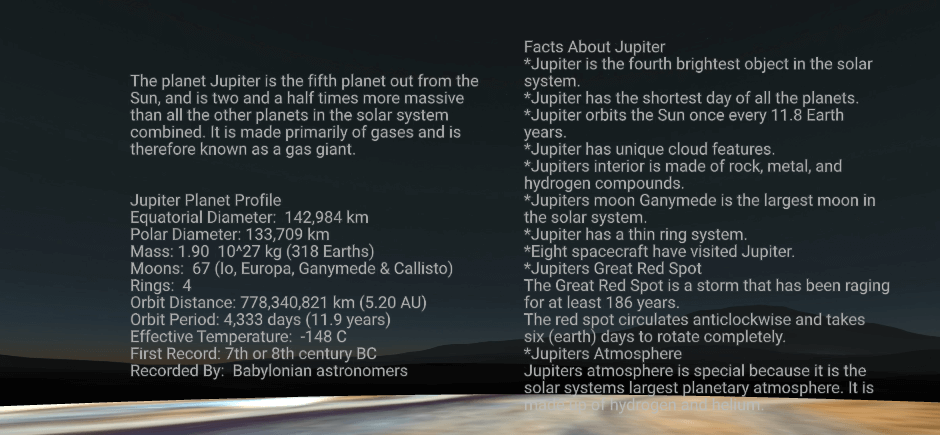 The planet Jupiter is the fifth planet out from the
Sun, and is two and a half times more massive
than all the other planets in the solar system
combined. It is made primarily of gases and is
therefore known as a gas giant.
Jupiter Planet Profile
Equatorial Diameter:  142,984 km
Polar Diameter: 133,709 km
Mass: 1.90  10^27 kg (318 Earths)
Moons:  67 (Io, Europa, Ganymede & Callisto)
Rings:  4
Orbit Distance: 778,340,821 km (5.20 AU)
Orbit Period: 4,333 days (11.9 years)
Effective Temperature:  -148 C
First Record: 7th or 8th century BC
Recorded By:  Babylonian astronomers
Facts About Jupiter
*Jupiter is the fourth brightest object in the solar
system.
*Jupiter has the shortest day of all the planets.
*Jupiter orbits the Sun once every 11.8 Earth
years.
*Jupiter has unique cloud features.
*Jupiters interior is made of rock, metal, and
hydrogen compounds.
*Jupiters moon Ganymede is the largest moon in
the solar system.
*Jupiter has a thin ring system.
*Eight spacecraft have visited Jupiter.
*Jupiters Great Red Spot
The Great Red Spot is a storm that has been raging
for at least 186 years.
The red spot circulates anticlockwise and takes
six (earth) days to rotate completely.
*Jupiters Atmosphere
Jupiters atmosphere is special because it is the
solar systems largest planetary atmosphere. It is
made up of hydrogen and helium.